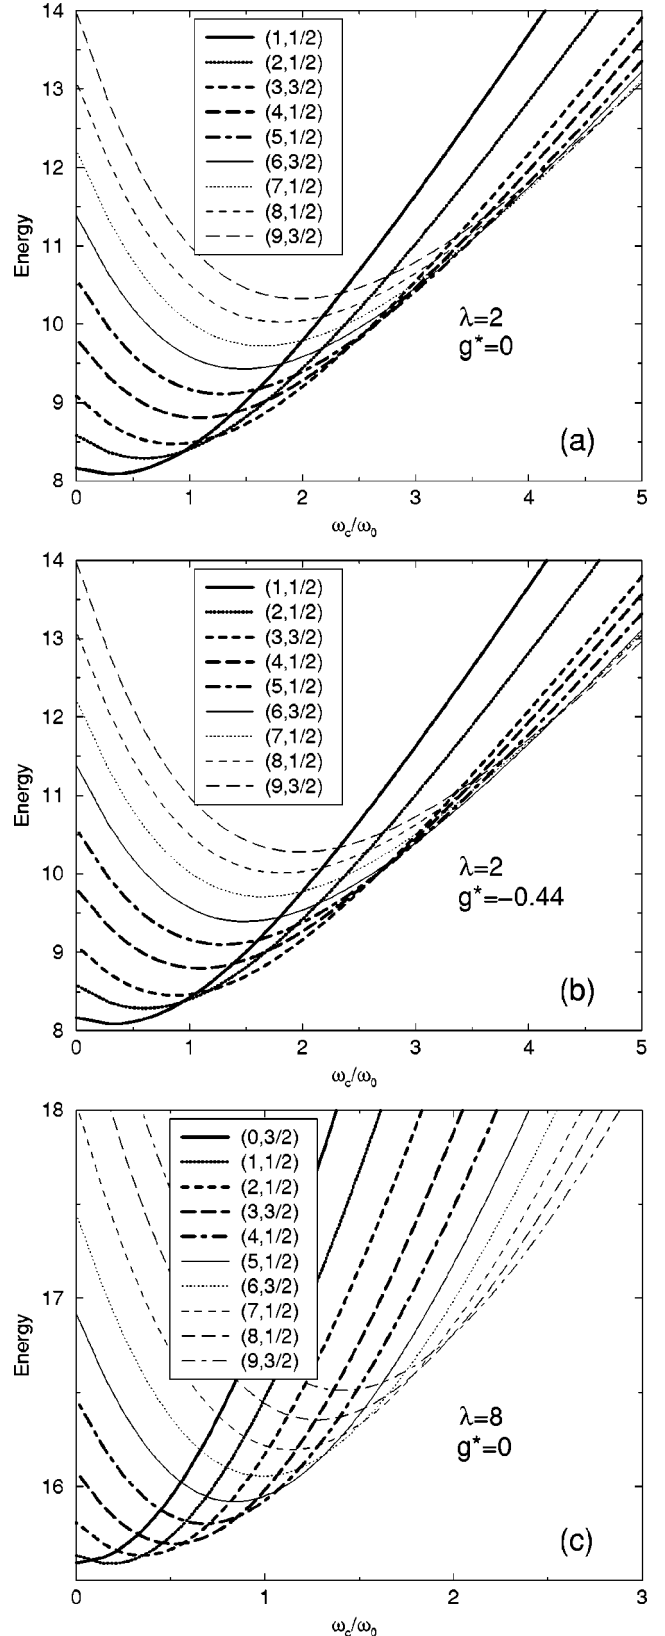 14
13
12
11
10
9
8
Energy
(1,1/2)
(2,1/2)
(3,3/2)
(4,1/2)
(5,1/2)
(6,3/2)
(7,1/2)
(8,1/2)
(9,3/2)
λ=2
g*=0
(a)
0 1 2 3 4 5
ω_c/ω_0
14
13
12
11
10
9
8
Energy
(1,1/2)
(2,1/2)
(3,3/2)
(4,1/2)
(5,1/2)
(6,3/2)
(7,1/2)
(8,1/2)
(9,3/2)
λ=2
g*=−0.44
(b)
0 1 2 3 4 5
ω_c/ω_0
18
17
16
Energy
(0,3/2)
(1,1/2)
(2,1/2)
(3,3/2)
(4,1/2)
(5,1/2)
(6,3/2)
(7,1/2)
(8,1/2)
(9,3/2)
λ=8
g*=0
(c)
0 1 2 3
ω_c/ω_0